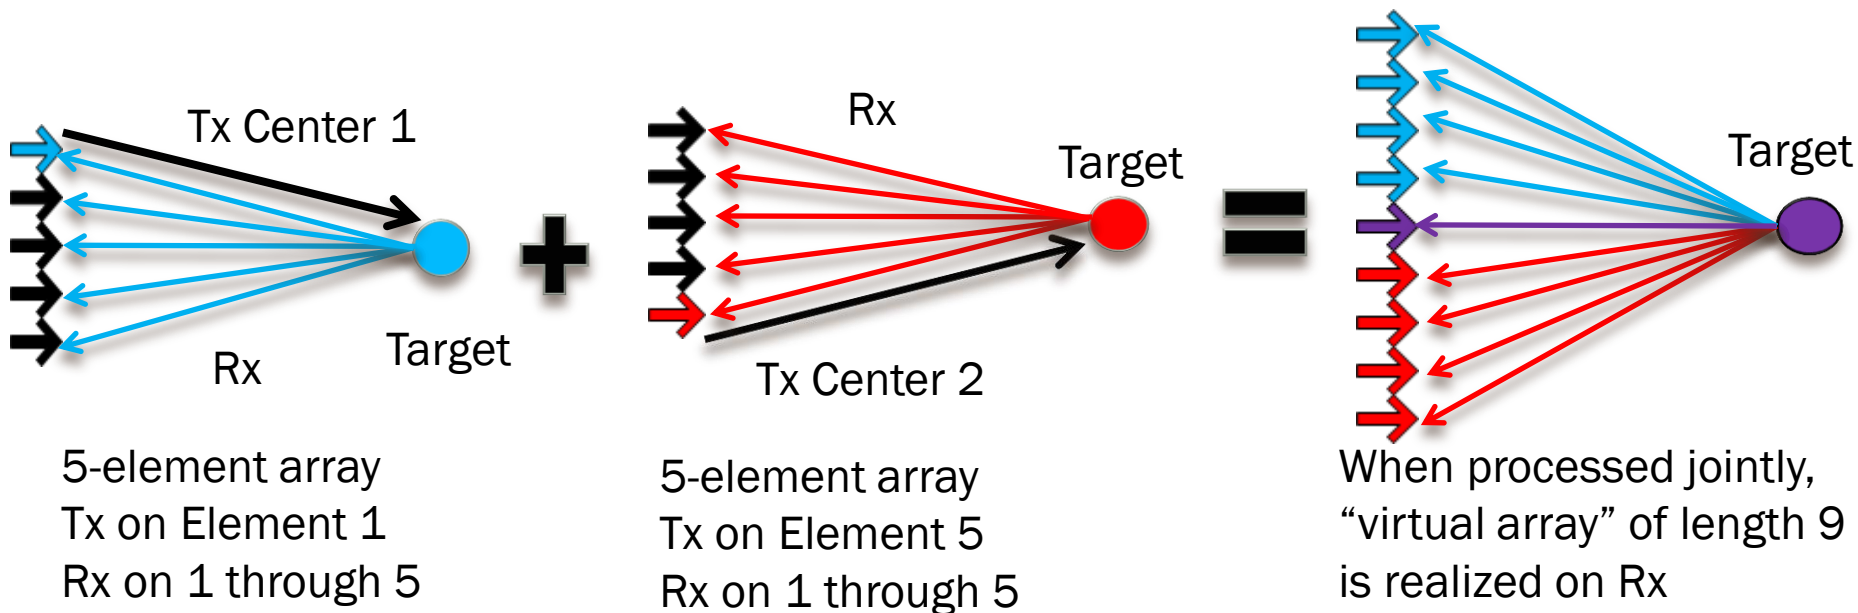 Tx Center 1
Rx
Target
5-element array
Tx on Element 1
Rx on 1 through 5
Rx
Target
Tx Center 2
5-element array
Tx on Element 5
Rx on 1 through 5
Target
When processed jointly,
“virtual array” of length 9
is realized on Rx